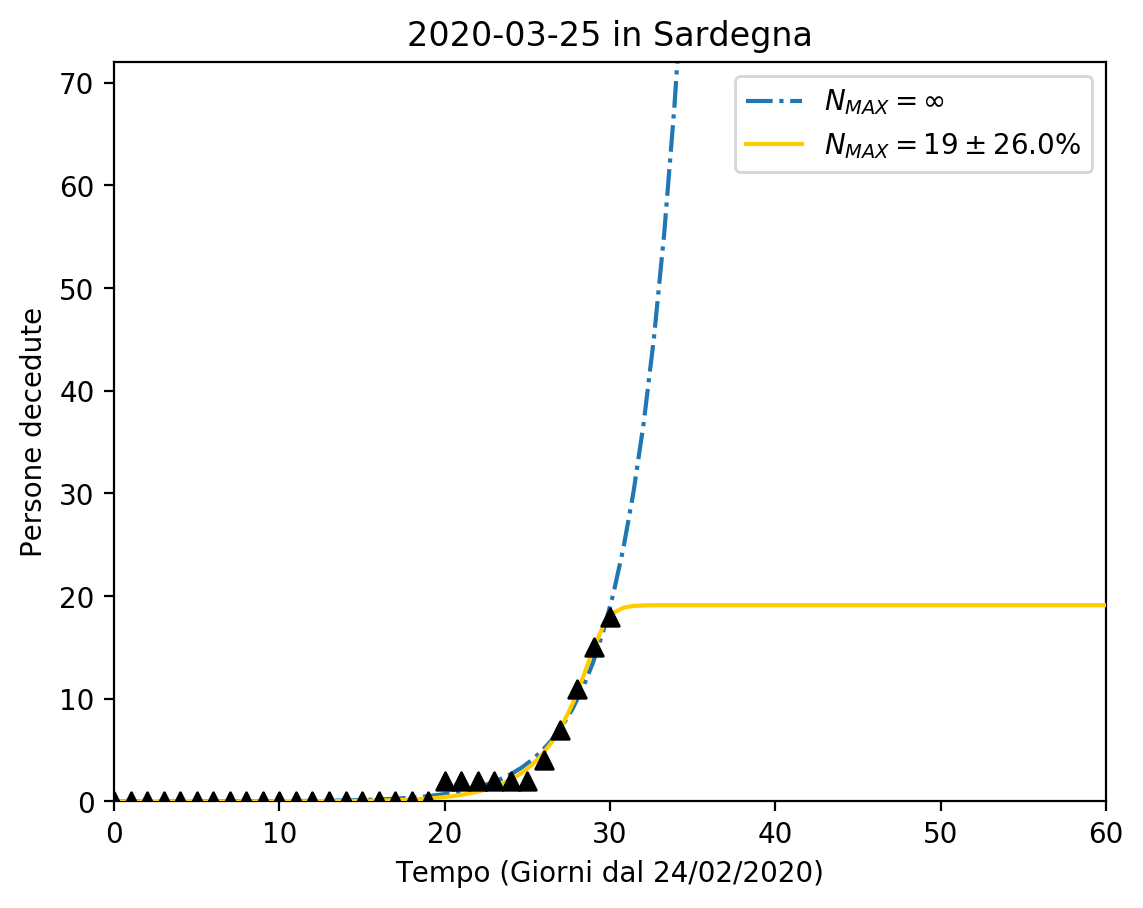 2020-03-25 in Sardegna
N_MAX = ∞
N_MAX = 19 ± 26.0%
Persone decedute
70
60
50
40
30
20
10
0
0 10 20 30 40 50 60
Tempo (Giorni dal 24/02/2020)